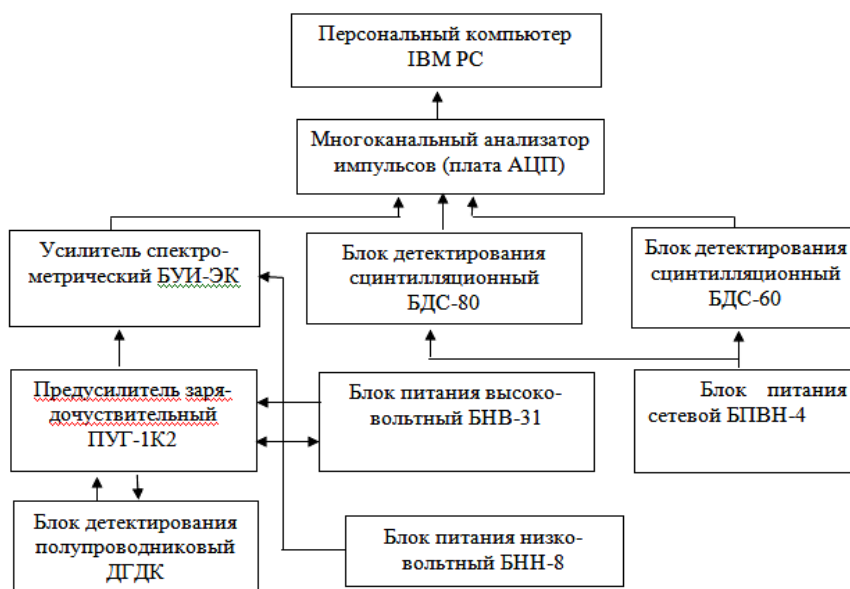 Персональный компьютер
IBM PC
Многоканальный анализатор
импульсов (плата АЦП)
Усилитель спектро-
метрический БУИ-ЭК
Блок детектирования
сцинтилляционный
БДС-80
Блок детектирования
сцинтилляционный
БДС-60
Предусилитель заря-
дочуствительный
ПУГ-1К2
Блок питания высоко-
вольтный БНВ-31
Блок питания
сетевой БПВН-4
Блок детектирования
полупроводниковый
ДГДК
Блок питания низко-
вольтный БНН-8